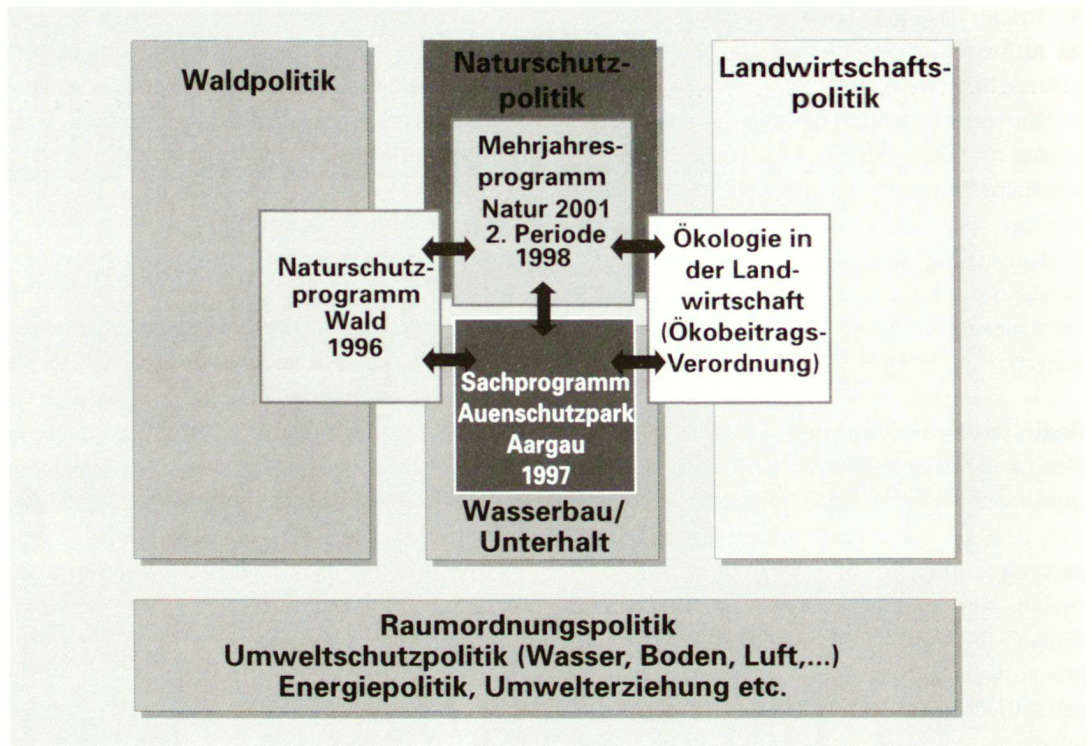 Waldpolitik
Naturschutz-
politik
Landwirtschafts-
politik
Mehrjahres-
programm
Natur 2001
2. Periode
1998
Naturschutz-
programm
Wald
1996
Ökologie in
der Land-
wirtschaft
(Ökobeitrags-
Verordnung)
Sachprogramm
Auenschutzpark
Aargau
1997
Wasserbau/
Unterhalt
Raumordnungspolitik
Umweltschutzpolitik (Wasser, Boden, Luft,...)
Energiepolitik, Umwelterziehung etc.